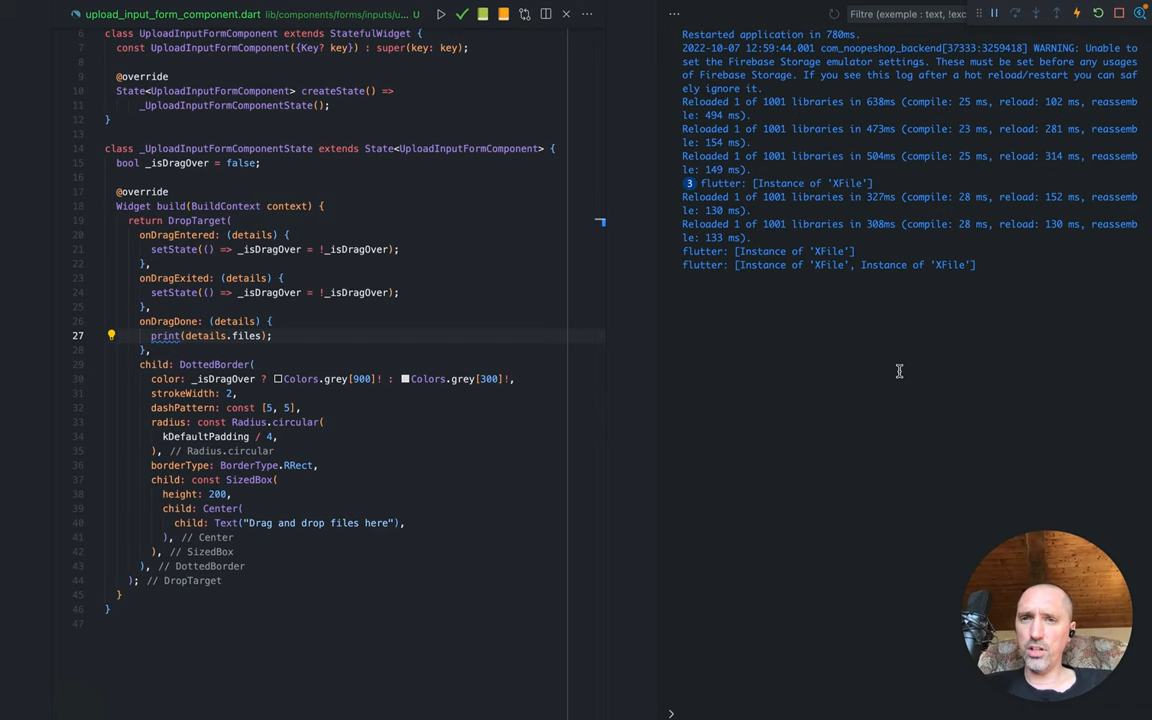 upload_input_form_component.dart lib/components/forms/inputs/u... U
6 class UploadInputFormComponent extends StatefulWidget {
7 const UploadInputFormComponent({Key? key}) : super(key: key);
8
9 @override
10 State<UploadInputFormComponent> createState() =>
11 _UploadInputFormComponentState();
12 }
13
14 class _UploadInputFormComponentState extends State<UploadInputFormComponent> {
15 bool _isDragOver = false;
16
17 @override
18 Widget build(BuildContext context) {
19 return DropTarget(
20 onDragEntered: (details) {
21 setState(() => _isDragOver = !_isDragOver);
22 },
23 onDragExited: (details) {
24 setState(() => _isDragOver = !_isDragOver);
25 },
26 onDragDone: (details) {
27 print(details.files);
28 },
29 child: DottedBorder(
30 color: _isDragOver ? Colors.grey[900]! : Colors.grey[300]!,
31 strokeWidth: 2,
32 dashPattern: const [5, 5],
33 radius: const Radius.circular(
34 kDefaultPadding / 4,
35 ), // Radius.circular
36 borderType: BorderType.RRect,
37 child: const SizedBox(
38 height: 200,
39 child: Center(
40 child: Text("Drag and drop files here"),
41 ), // Center
42 ), // SizedBox
43 ), // DottedBorder
44 ); // DropTarget
45 }
46 }
47
Filtre (exemple : text, !exc
Restarted application in 780ms.
2022-10-07 12:59:44.001 com_noopeshop_backend[37333:3259418] WARNING: Unable to
set the Firebase Storage emulator settings. These must be set before any usages
of Firebase Storage. If you see this log after a hot reload/restart you can saf
ely ignore it.
Reloaded 1 of 1001 libraries in 638ms (compile: 25 ms, reload: 102 ms, reassemb
le: 494 ms).
Reloaded 1 of 1001 libraries in 473ms (compile: 23 ms, reload: 281 ms, reassemb
le: 154 ms).
Reloaded 1 of 1001 libraries in 504ms (compile: 25 ms, reload: 314 ms, reassemb
le: 149 ms).
3 flutter: [Instance of 'XFile']
Reloaded 1 of 1001 libraries in 327ms (compile: 28 ms, reload: 152 ms, reassemb
le: 130 ms).
Reloaded 1 of 1001 libraries in 308ms (compile: 28 ms, reload: 130 ms, reassemb
le: 133 ms).
flutter: [Instance of 'XFile']
flutter: [Instance of 'XFile', Instance of 'XFile']